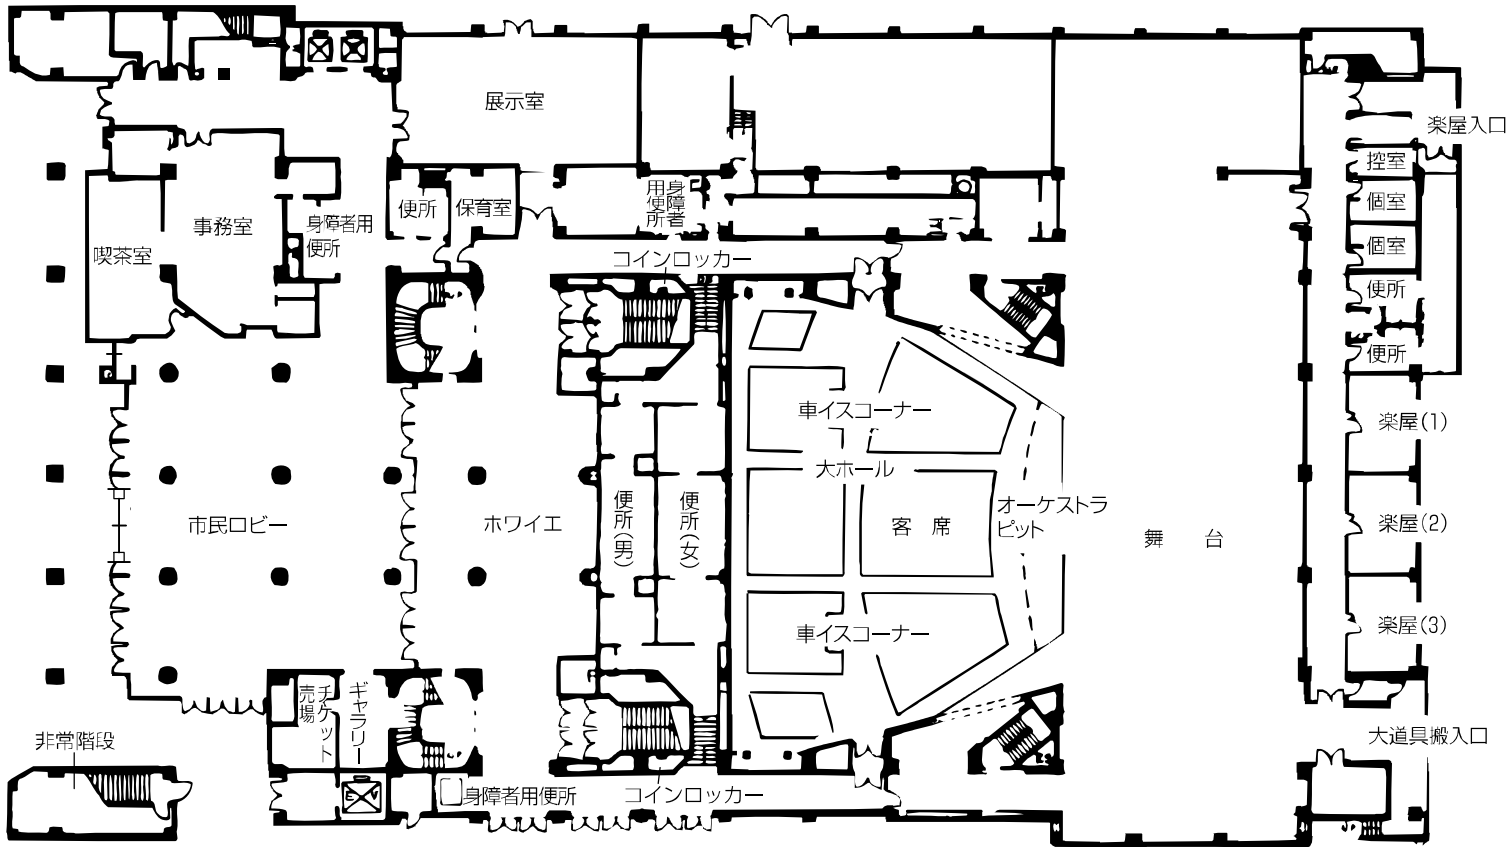 展示室
楽屋入口
控室
個室
個室
便所
便所
身障者
用便所
便所
保育室
事務室
身障者用
便所
喫茶室
コインロッカー
車イスコーナー
大ホール
楽屋(1)
楽屋(2)
楽屋(3)
市民ロビー
ホワイエ
便所(男)
便所(女)
客席
オーケストラ
ピット
舞台
車イスコーナー
チケット
売場
ギャラリー
非常階段
大道具搬入口
EV
身障者用便所
コインロッカー